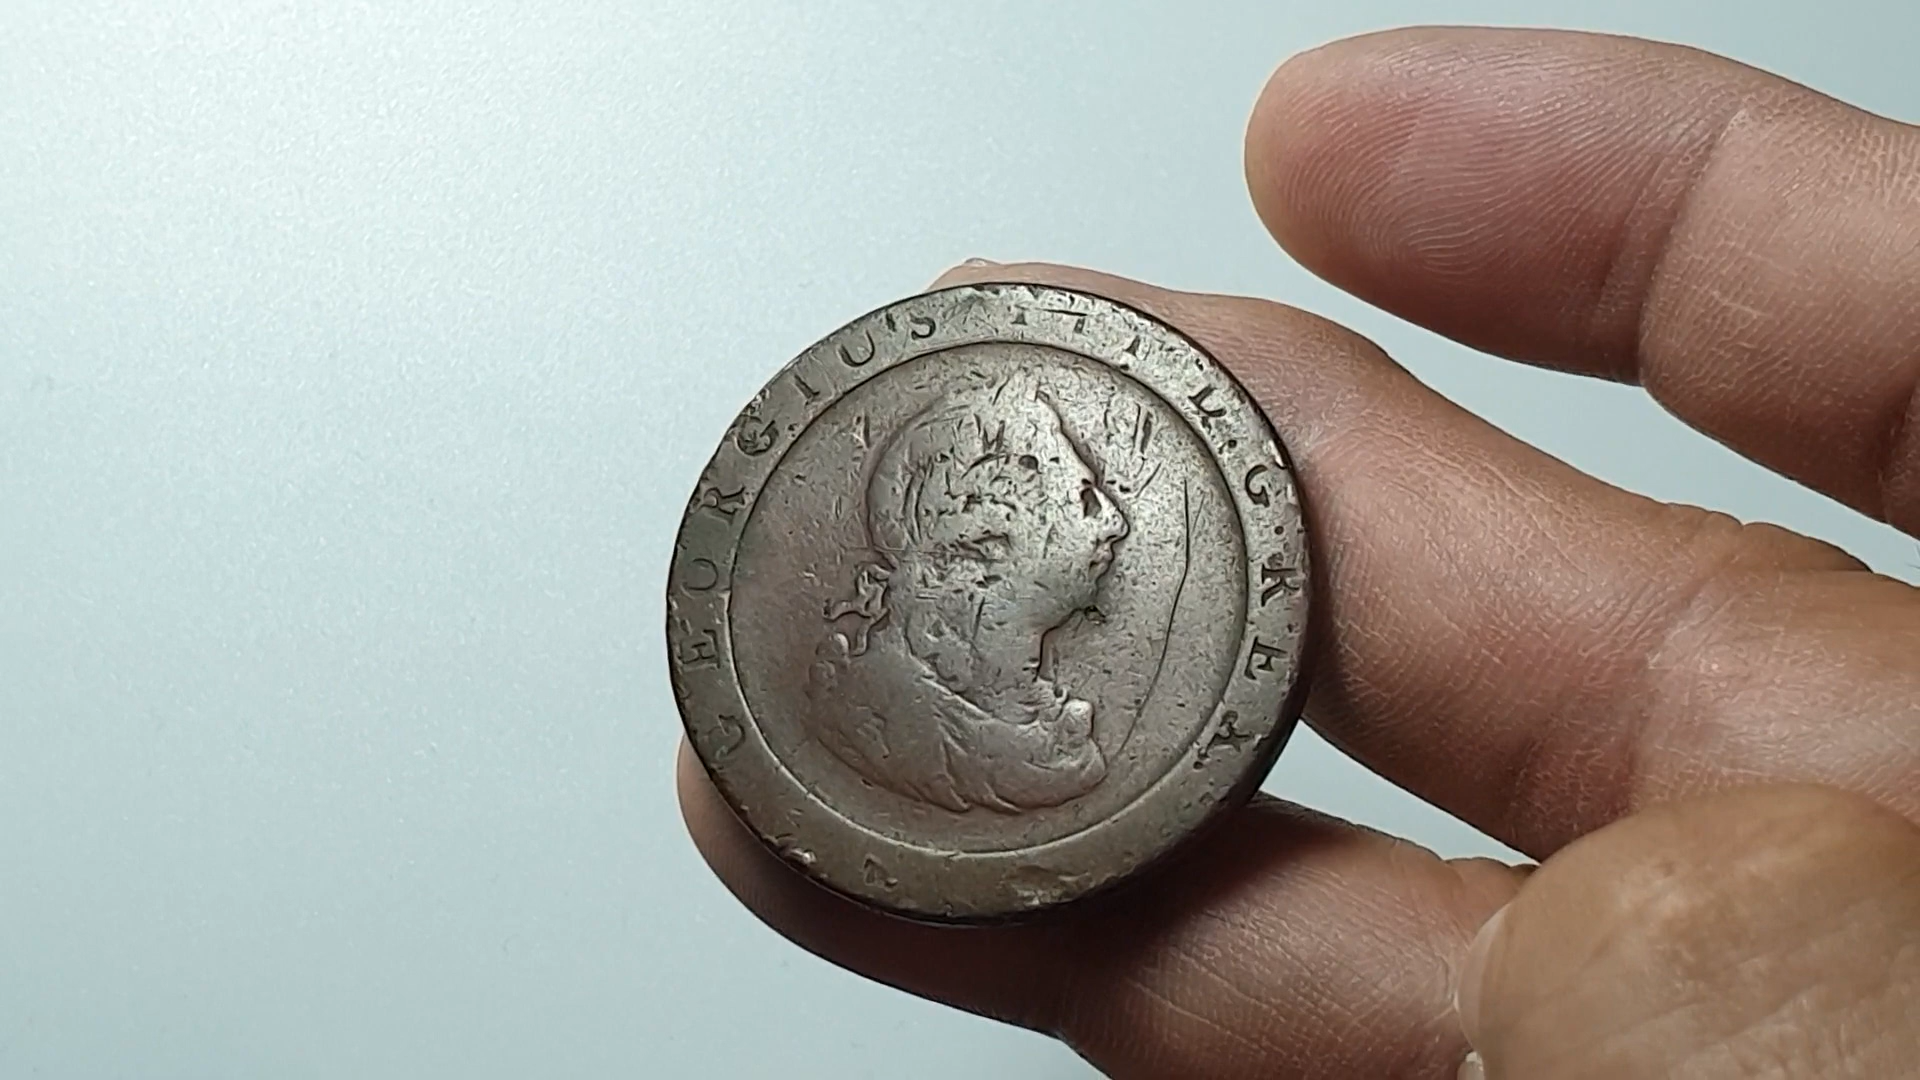 GEORGIUS III · D · G · REX